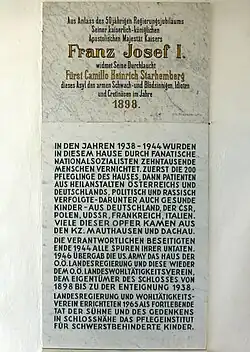 Aus Anlass des 50jährigen Regierungsjubiläums
Seiner kaiserlich-königlichen
Apostolischen Majestät Kaisers
Franz Josef I.
widmet Seine Durchlaucht
Fürst Camillo Heinrich Starhemberg
dieses Asyl den armen Schwach- und Blödsinnigen, Idioten
und Cretinösen im Jahre
1898.
IN DEN JAHREN 1938-1944 WURDEN
IN DIESEM HAUSE DURCH FANATISCHE
NATIONALSOZIALISTEN ZEHNTAUSENDE
MENSCHEN VERNICHTET. ZUERST DIE 200
PFLEGLINGE DES HAUSES, DANN PATIENTEN
AUS HEILANSTALTEN ÖSTERREICHS UND
DEUTSCHLANDS, POLITISCH UND RASSISCH
VERFOLGTE-DARUNTER AUCH GESUNDE
KINDER-AUS DEUTSCHLAND, DER ČSR,
POLEN, UDSSR, FRANKREICH, ITALIEN.
VIELE DIESER OPFER KAMEN AUS
DEN KZ. MAUTHAUSEN UND DACHAU.
DIE VERANTWORTLICHEN BESEITIGTEN
ENDE 1944 ALLE SPUREN IHRER UNTATEN.
1946 ÜBERGAB DIE US. ARMY DAS HAUS DER
O.Ö. LANDESREGIERUNG UND DIESE WIEDER
DEM O.Ö. LANDESWOHLTÄTIGKEITSVEREIN,
DEM EIGENTÜMER DES SCHLOSSES VON
1898 BIS ZU DER ENTEIGNUNG 1938.
LANDESREGIERUNG UND WOHLTÄTIGKEITS-
VEREIN ERRICHTETEN 1965 ALS FORTLEBENDE
TAT DER SÜHNE UND DES GEDENKENS
IN SCHLOSSNÄHE DAS PFLEGEINSTITUT
FÜR SCHWERSTBEHINDERTE KINDER.